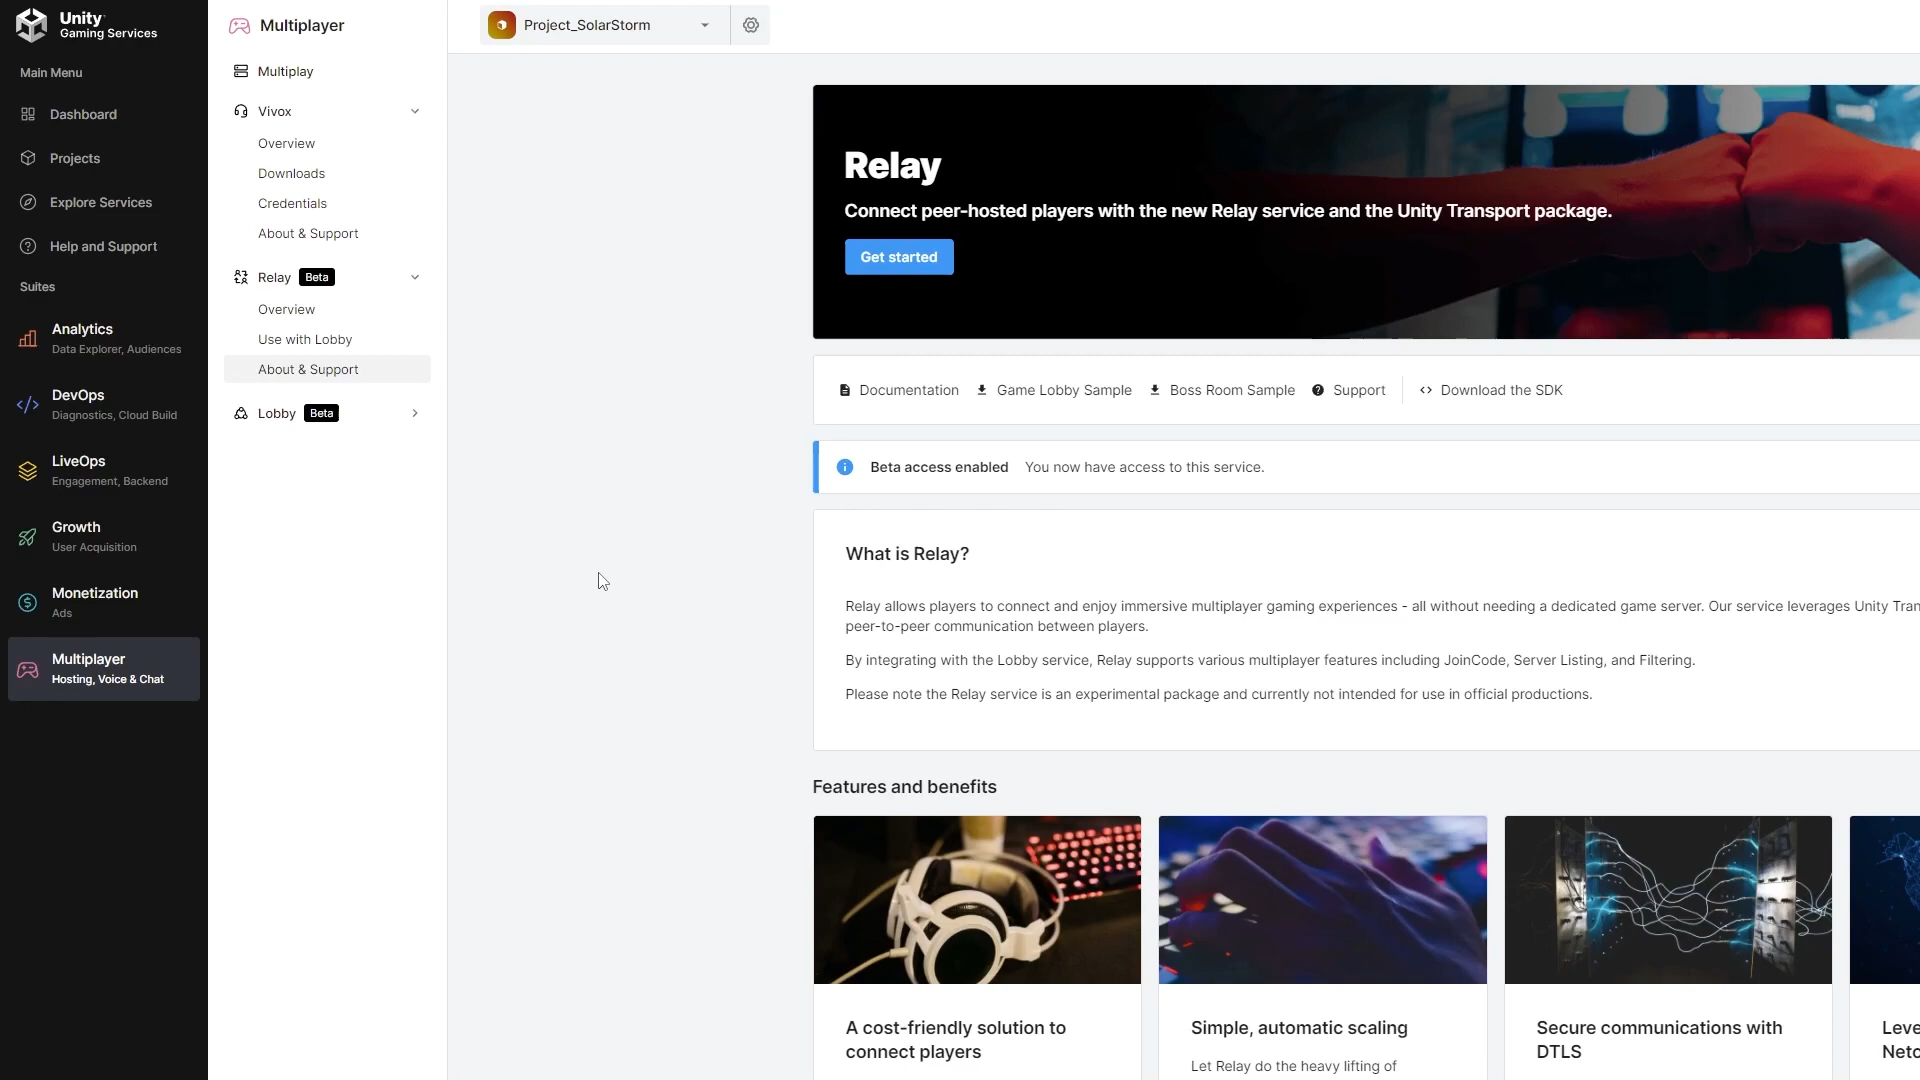 Unity
Gaming Services
Main Menu
Dashboard
Projects
Explore Services
Help and Support
Suites
Analytics
Data Explorer, Audiences
DevOps
Diagnostics, Cloud Build
LiveOps
Engagement, Backend
Growth
User Acquisition
Monetization
Ads
Multiplayer
Hosting, Voice & Chat
Multiplayer
Multiplay
Vivox
Overview
Downloads
Credentials
About & Support
Relay Beta
Overview
Use with Lobby
About & Support
Lobby Beta
Project_SolarStorm
Relay
Connect peer-hosted players with the new Relay service and the Unity Transport package.
Get started
Documentation Game Lobby Sample Boss Room Sample Support Download the SDK
Beta access enabled You now have access to this service.
What is Relay?
Relay allows players to connect and enjoy immersive multiplayer gaming experiences - all without needing a dedicated game server. Our service leverages Unity Tran
peer-to-peer communication between players.
By integrating with the Lobby service, Relay supports various multiplayer features including JoinCode, Server Listing, and Filtering.
Please note the Relay service is an experimental package and currently not intended for use in official productions.
Features and benefits
A cost-friendly solution to
connect players
Simple, automatic scaling
Let Relay do the heavy lifting of
Secure communications with
DTLS
Leve
Netc